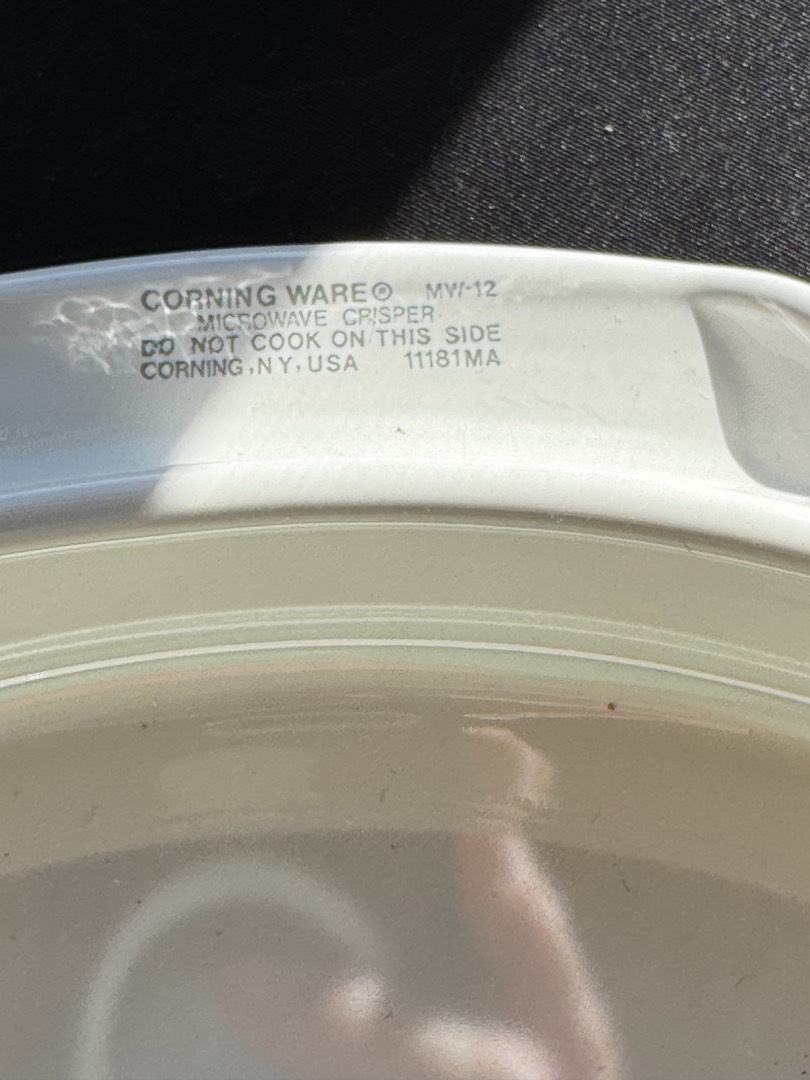 CORNING WARE® MW-12
MICROWAVE CRISPER
DO NOT COOK ON THIS SIDE
CORNING, N Y, USA 11181MA